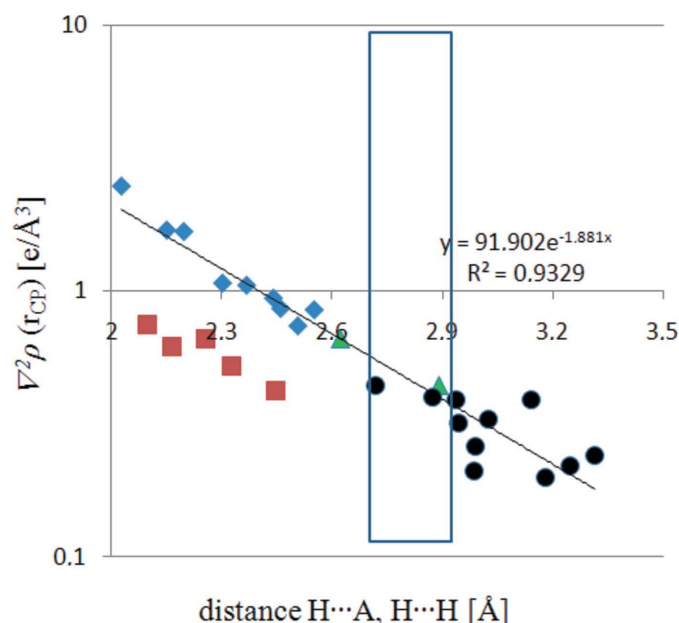 10
1
0.1
2
2.3
2.6
2.9
3.2
3.5
∇²ρ (r_CP) [e/Å³]
y = 91.902e^-1.881x
R² = 0.9329
distance H···A, H···H [Å]